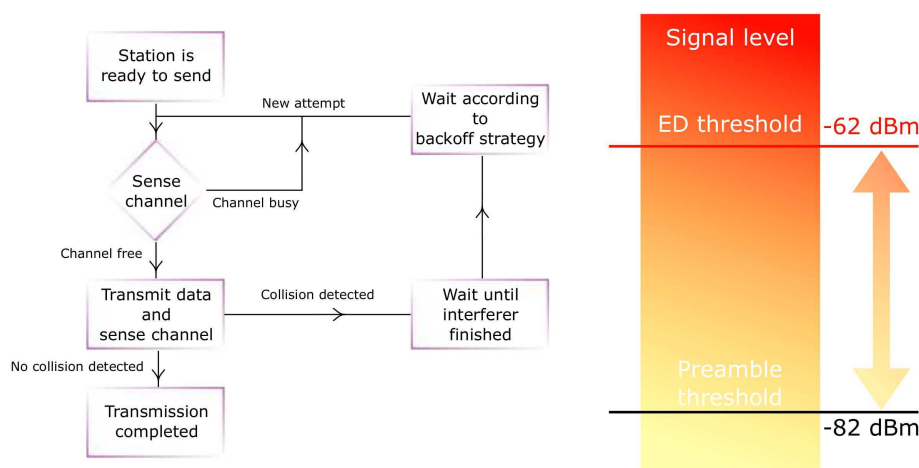 Station is
ready to send
New attempt
Wait according
to
backoff strategy
Sense
channel
Channel busy
Channel free
Transmit data
and
sense channel
Collision detected
Wait until
interferer
finished
No collision detected
Transmission
completed
Signal level
ED threshold
-62 dBm
Preamble
threshold
-82 dBm